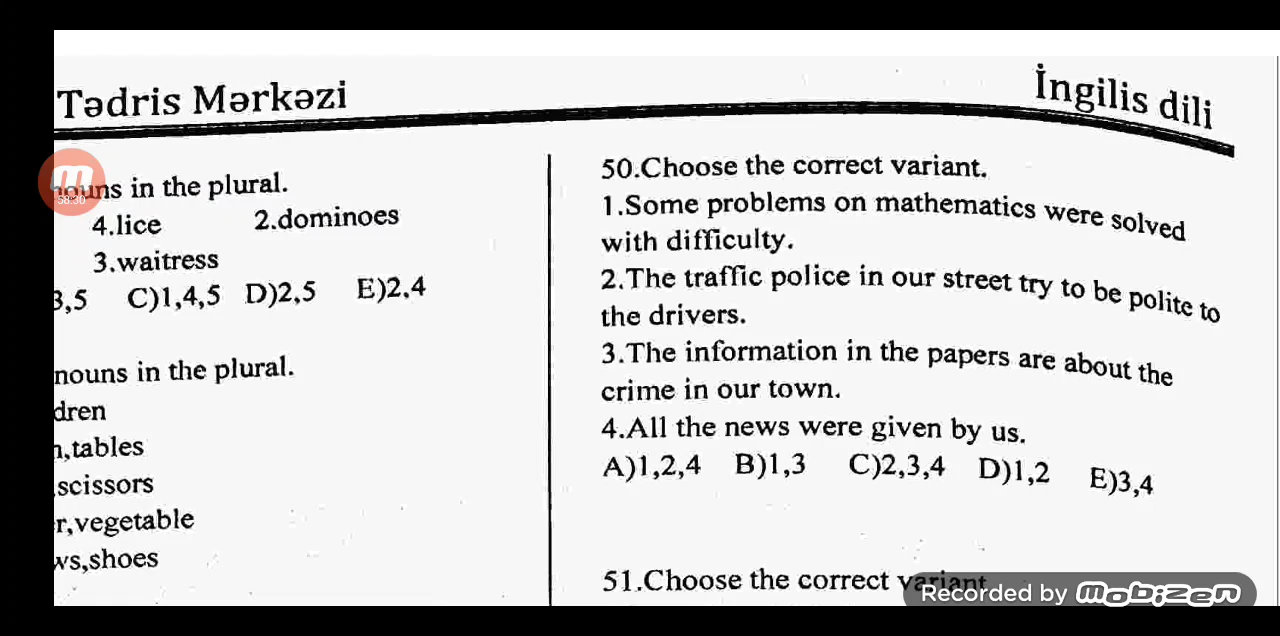 Tədris Mərkəzi
İngilis dili
58:30
nouns in the plural.
4.lice 2.dominoes
3.waitress
3,5 C)1,4,5 D)2,5 E)2,4
nouns in the plural.
dren
,tables
scissors
r,vegetable
ws,shoes
50.Choose the correct variant.
1.Some problems on mathematics were solved
with difficulty.
2.The traffic police in our street try to be polite to
the drivers.
3.The information in the papers are about the
crime in our town.
4.All the news were given by us.
A)1,2,4 B)1,3 C)2,3,4 D)1,2 E)3,4
51.Choose the correct variant
Recorded by Mobizen